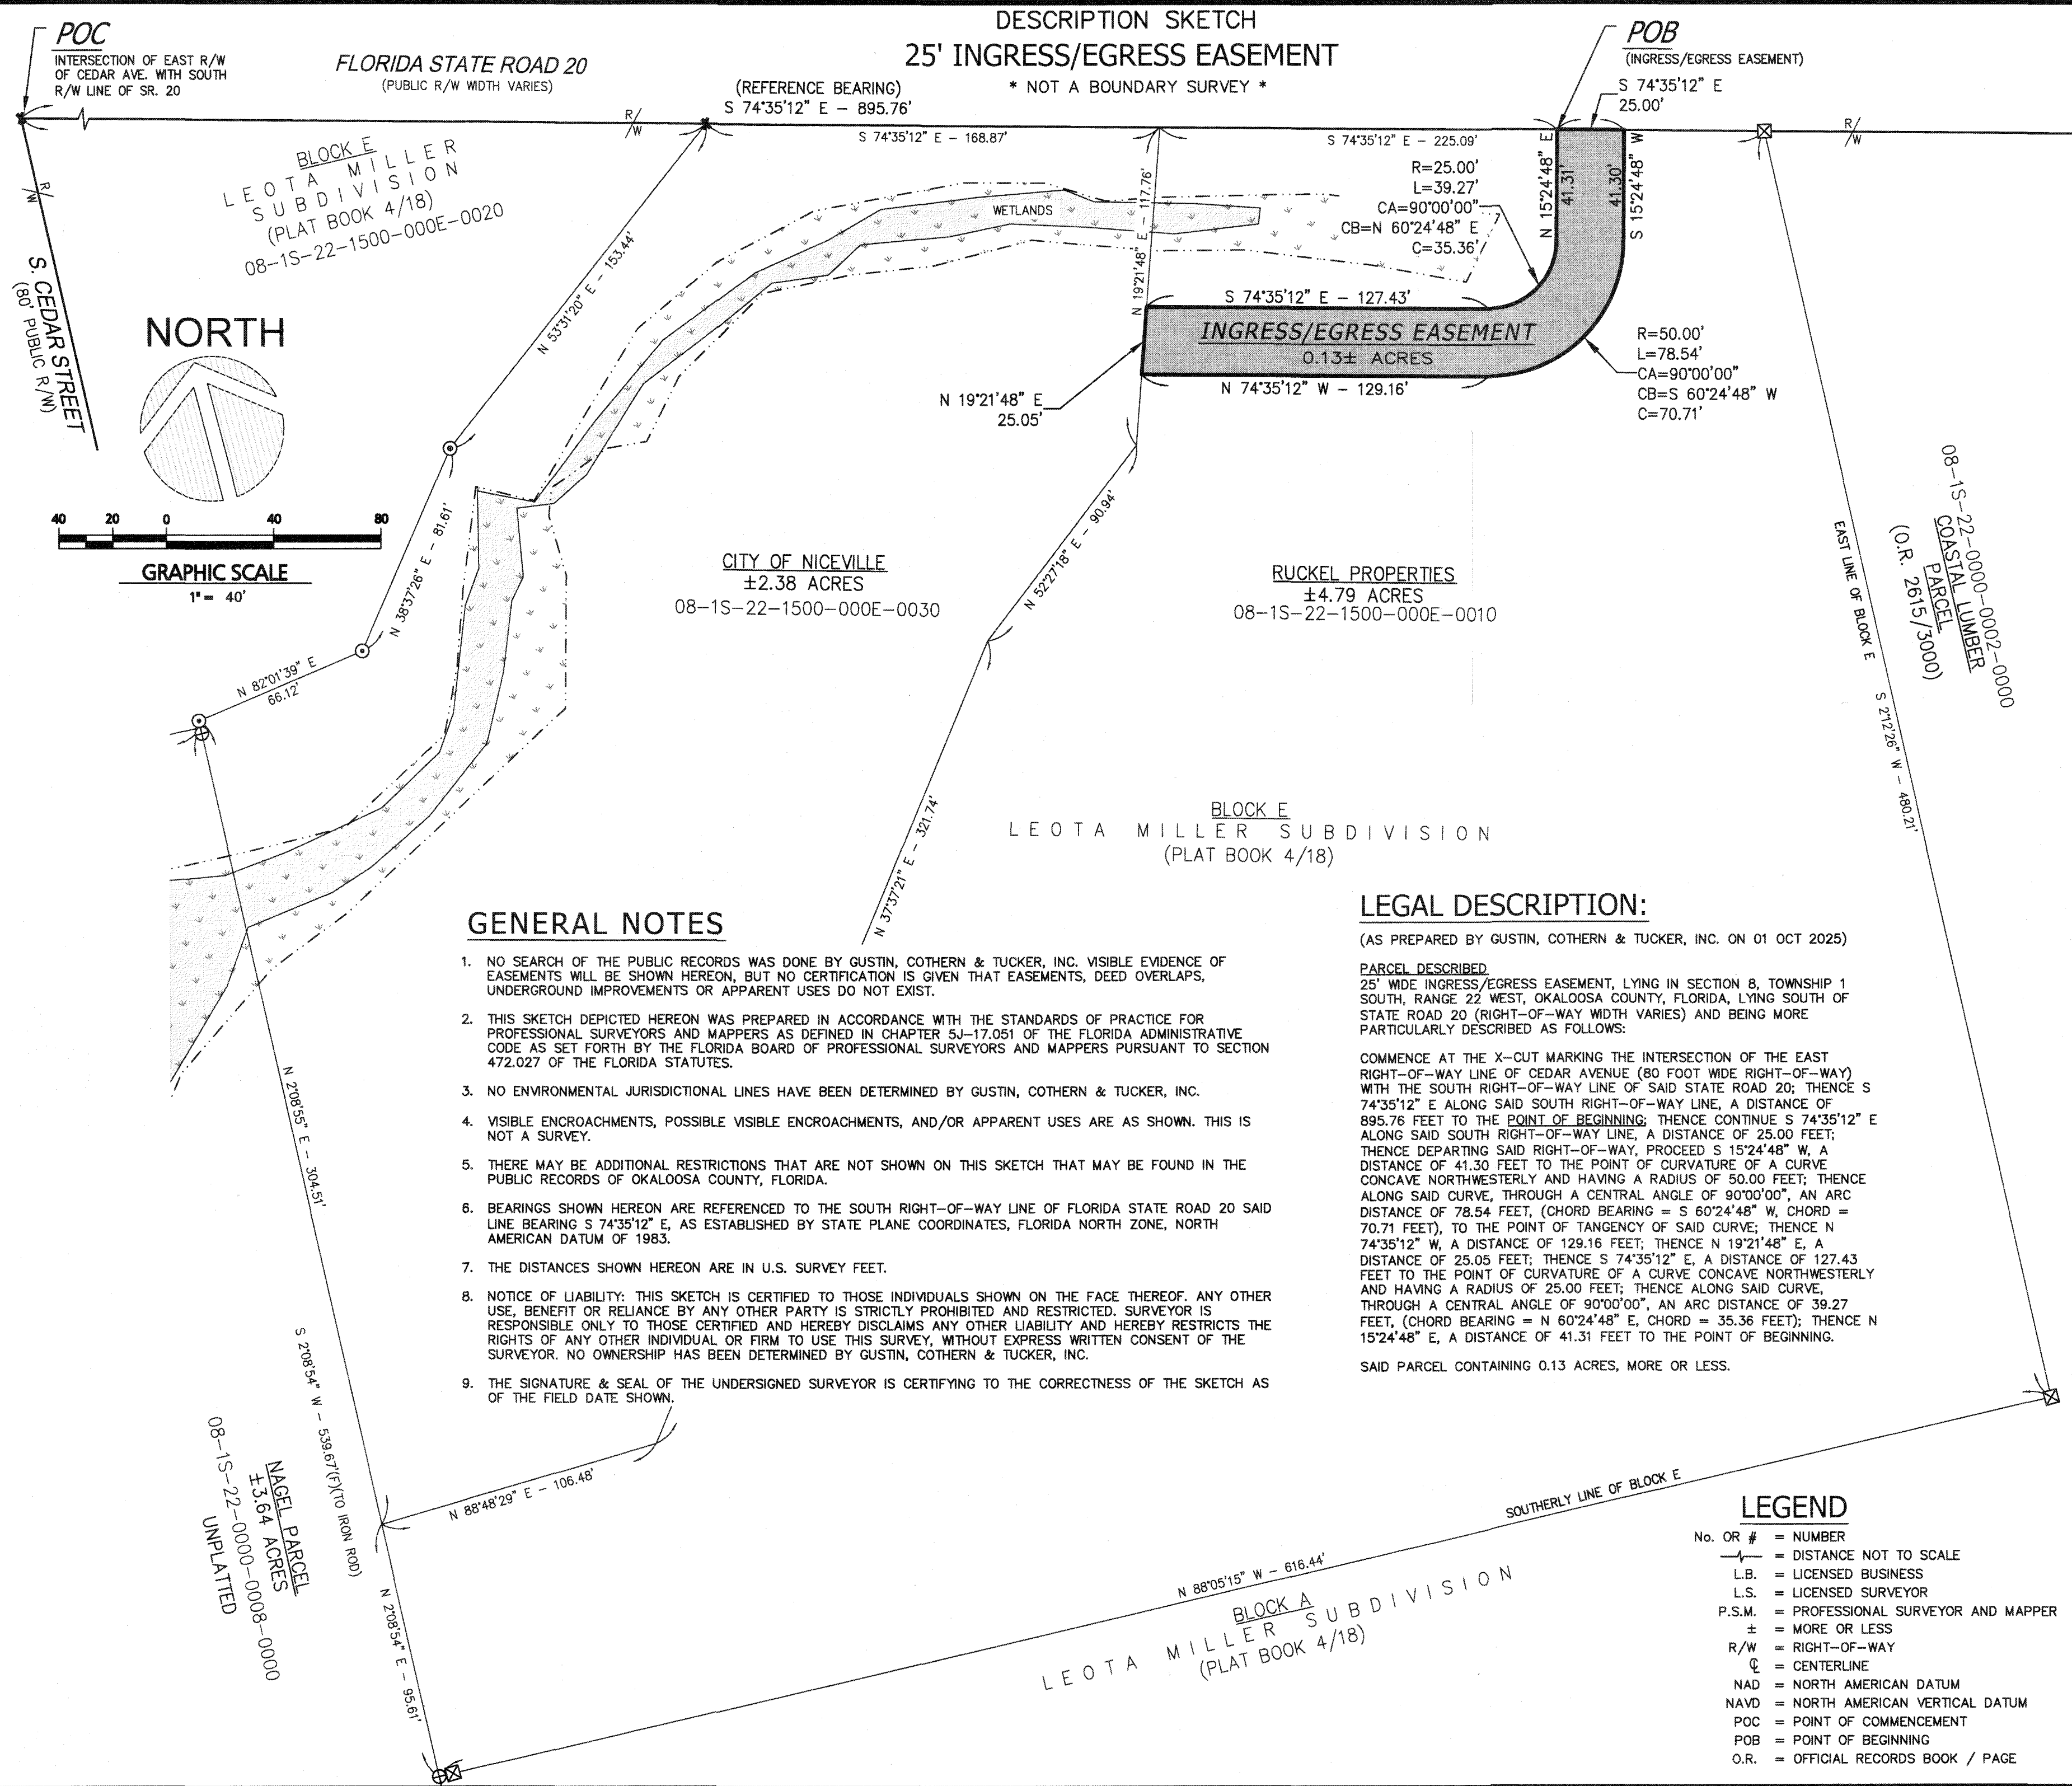 DESCRIPTION SKETCH
25' INGRESS/EGRESS EASEMENT
* NOT A BOUNDARY SURVEY *
POC
INTERSECTION OF EAST R/W
OF CEDAR AVE. WITH SOUTH
R/W LINE OF SR. 20
FLORIDA STATE ROAD 20
(PUBLIC R/W WIDTH VARIES)
(REFERENCE BEARING)
S 74°35'12" E - 895.76'
POB
(INGRESS/EGRESS EASEMENT)
S 74°35'12" E
25.00'
R/W
R/W
R/W
S 74°35'12" E - 168.87'
S 74°35'12" E - 225.09'
BLOCK E
LEOTA MILLER
SUBDIVISION
(PLAT BOOK 4/18)
08-1S-22-1500-000E-0020
S. CEDAR STREET
(80' PUBLIC R/W)
NORTH
40 20 0 40 80
GRAPHIC SCALE
1" = 40'
WETLANDS
N 19°21'48" E - 117.76'
R=25.00'
L=39.27'
CA=90°00'00"
CB=N 60°24'48" E
C=35.36'
N 15°24'48" E
41.31'
41.30'
S 15°24'48" W
S 74°35'12" E - 127.43'
INGRESS/EGRESS EASEMENT
0.13± ACRES
N 74°35'12" W - 129.16'
N 19°21'48" E
25.05'
R=50.00'
L=78.54'
CA=90°00'00"
CB=S 60°24'48" W
C=70.71'
N 53°31'20" E - 153.44'
N 38°37'26" E - 81.61'
N 82°01'39" E
66.12'
CITY OF NICEVILLE
±2.38 ACRES
08-1S-22-1500-000E-0030
N 52°27'18" E - 90.94'
N 37°37'21" E - 321.74'
RUCKEL PROPERTIES
±4.79 ACRES
08-1S-22-1500-000E-0010
EAST LINE OF BLOCK E
S 2°12'26" W - 480.21'
08-1S-22-0000-0002-0000
COASTAL LUMBER
PARCEL
(O.R. 2615/3000)
BLOCK E
LEOTA MILLER SUBDIVISION
(PLAT BOOK 4/18)
GENERAL NOTES
1. NO SEARCH OF THE PUBLIC RECORDS WAS DONE BY GUSTIN, COTHERN & TUCKER, INC. VISIBLE EVIDENCE OF
EASEMENTS WILL BE SHOWN HEREON, BUT NO CERTIFICATION IS GIVEN THAT EASEMENTS, DEED OVERLAPS,
UNDERGROUND IMPROVEMENTS OR APPARENT USES DO NOT EXIST.
2. THIS SKETCH DEPICTED HEREON WAS PREPARED IN ACCORDANCE WITH THE STANDARDS OF PRACTICE FOR
PROFESSIONAL SURVEYORS AND MAPPERS AS DEFINED IN CHAPTER 5J-17.051 OF THE FLORIDA ADMINISTRATIVE
CODE AS SET FORTH BY THE FLORIDA BOARD OF PROFESSIONAL SURVEYORS AND MAPPERS PURSUANT TO SECTION
472.027 OF THE FLORIDA STATUTES.
3. NO ENVIRONMENTAL JURISDICTIONAL LINES HAVE BEEN DETERMINED BY GUSTIN, COTHERN & TUCKER, INC.
4. VISIBLE ENCROACHMENTS, POSSIBLE VISIBLE ENCROACHMENTS, AND/OR APPARENT USES ARE AS SHOWN. THIS IS
NOT A SURVEY.
5. THERE MAY BE ADDITIONAL RESTRICTIONS THAT ARE NOT SHOWN ON THIS SKETCH THAT MAY BE FOUND IN THE
PUBLIC RECORDS OF OKALOOSA COUNTY, FLORIDA.
6. BEARINGS SHOWN HEREON ARE REFERENCED TO THE SOUTH RIGHT-OF-WAY LINE OF FLORIDA STATE ROAD 20 SAID
LINE BEARING S 74°35'12" E, AS ESTABLISHED BY STATE PLANE COORDINATES, FLORIDA NORTH ZONE, NORTH
AMERICAN DATUM OF 1983.
7. THE DISTANCES SHOWN HEREON ARE IN U.S. SURVEY FEET.
8. NOTICE OF LIABILITY: THIS SKETCH IS CERTIFIED TO THOSE INDIVIDUALS SHOWN ON THE FACE THEREOF. ANY OTHER
USE, BENEFIT OR RELIANCE BY ANY OTHER PARTY IS STRICTLY PROHIBITED AND RESTRICTED. SURVEYOR IS
RESPONSIBLE ONLY TO THOSE CERTIFIED AND HEREBY DISCLAIMS ANY OTHER LIABILITY AND HEREBY RESTRICTS THE
RIGHTS OF ANY OTHER INDIVIDUAL OR FIRM TO USE THIS SURVEY, WITHOUT EXPRESS WRITTEN CONSENT OF THE
SURVEYOR. NO OWNERSHIP HAS BEEN DETERMINED BY GUSTIN, COTHERN & TUCKER, INC.
9. THE SIGNATURE & SEAL OF THE UNDERSIGNED SURVEYOR IS CERTIFYING TO THE CORRECTNESS OF THE SKETCH AS
OF THE FIELD DATE SHOWN.
LEGAL DESCRIPTION:
(AS PREPARED BY GUSTIN, COTHERN & TUCKER, INC. ON 01 OCT 2025)
PARCEL DESCRIBED
25' WIDE INGRESS/EGRESS EASEMENT, LYING IN SECTION 8, TOWNSHIP 1
SOUTH, RANGE 22 WEST, OKALOOSA COUNTY, FLORIDA, LYING SOUTH OF
STATE ROAD 20 (RIGHT-OF-WAY WIDTH VARIES) AND BEING MORE
PARTICULARLY DESCRIBED AS FOLLOWS:
COMMENCE AT THE X-CUT MARKING THE INTERSECTION OF THE EAST
RIGHT-OF-WAY LINE OF CEDAR AVENUE (80 FOOT WIDE RIGHT-OF-WAY)
WITH THE SOUTH RIGHT-OF-WAY LINE OF SAID STATE ROAD 20; THENCE S
74°35'12" E ALONG SAID SOUTH RIGHT-OF-WAY LINE, A DISTANCE OF
895.76 FEET TO THE POINT OF BEGINNING; THENCE CONTINUE S 74°35'12" E
ALONG SAID SOUTH RIGHT-OF-WAY LINE, A DISTANCE OF 25.00 FEET;
THENCE DEPARTING SAID RIGHT-OF-WAY, PROCEED S 15°24'48" W, A
DISTANCE OF 41.30 FEET TO THE POINT OF CURVATURE OF A CURVE
CONCAVE NORTHWESTERLY AND HAVING A RADIUS OF 50.00 FEET; THENCE
ALONG SAID CURVE, THROUGH A CENTRAL ANGLE OF 90°00'00", AN ARC
DISTANCE OF 78.54 FEET, (CHORD BEARING = S 60°24'48" W, CHORD =
70.71 FEET), TO THE POINT OF TANGENCY OF SAID CURVE; THENCE N
74°35'12" W, A DISTANCE OF 129.16 FEET; THENCE N 19°21'48" E, A
DISTANCE OF 25.05 FEET; THENCE S 74°35'12" E, A DISTANCE OF 127.43
FEET TO THE POINT OF CURVATURE OF A CURVE CONCAVE NORTHWESTERLY
AND HAVING A RADIUS OF 25.00 FEET; THENCE ALONG SAID CURVE,
THROUGH A CENTRAL ANGLE OF 90°00'00", AN ARC DISTANCE OF 39.27
FEET, (CHORD BEARING = N 60°24'48" E, CHORD = 35.36 FEET); THENCE N
15°24'48" E, A DISTANCE OF 41.31 FEET TO THE POINT OF BEGINNING.
SAID PARCEL CONTAINING 0.13 ACRES, MORE OR LESS.
N 2°08'55" E - 304.51'
S 2°08'54" W - 539.67'(F)(TO IRON ROD)
N 2°08'54" E - 95.61'
NAGEL PARCEL
±3.64 ACRES
08-1S-22-0000-0008-0000
UNPLATTED
N 88°48'29" E - 106.48'
SOUTHERLY LINE OF BLOCK E
N 88°05'15" W - 616.44'
BLOCK A
LEOTA MILLER SUBDIVISION
(PLAT BOOK 4/18)
LEGEND
No. OR # = NUMBER
= DISTANCE NOT TO SCALE
L.B. = LICENSED BUSINESS
L.S. = LICENSED SURVEYOR
P.S.M. = PROFESSIONAL SURVEYOR AND MAPPER
± = MORE OR LESS
R/W = RIGHT-OF-WAY
℄ = CENTERLINE
NAD = NORTH AMERICAN DATUM
NAVD = NORTH AMERICAN VERTICAL DATUM
POC = POINT OF COMMENCEMENT
POB = POINT OF BEGINNING
O.R. = OFFICIAL RECORDS BOOK / PAGE